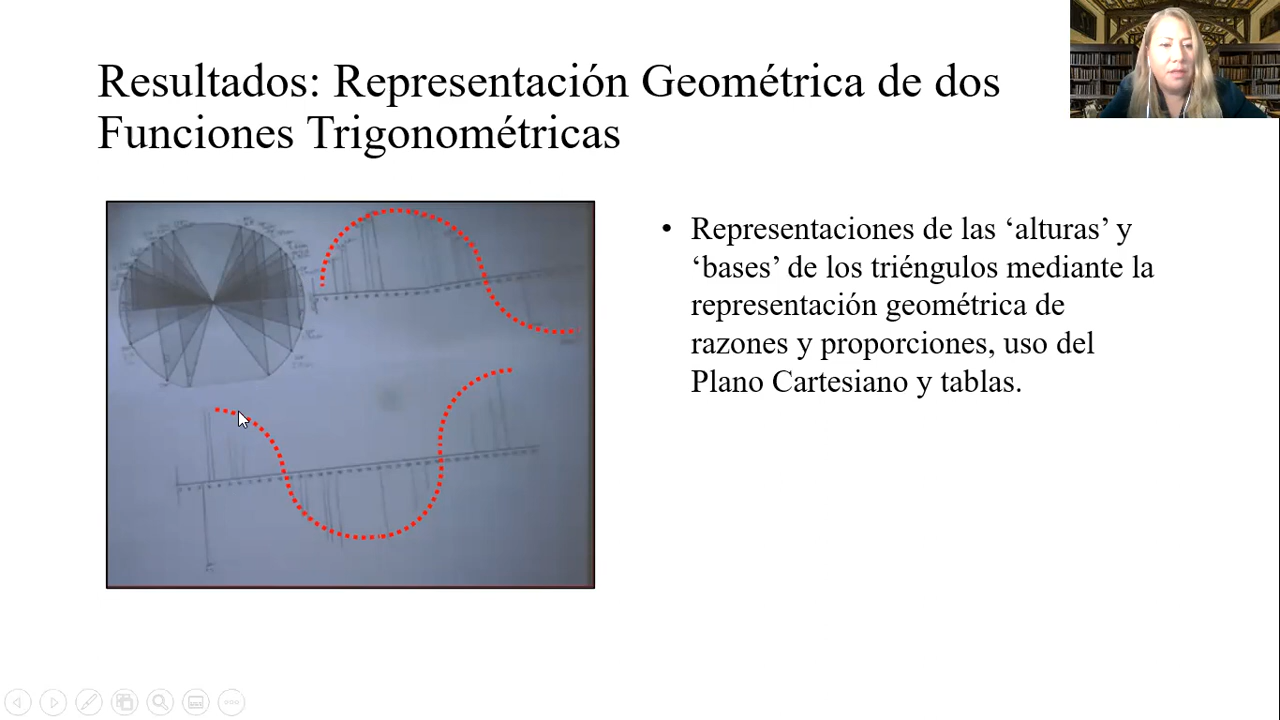 Resultados: Representación Geométrica de dos
Funciones Trigonométricas
• Representaciones de las ‘alturas’ y
‘bases’ de los triéngulos mediante la
representación geométrica de
razones y proporciones, uso del
Plano Cartesiano y tablas.